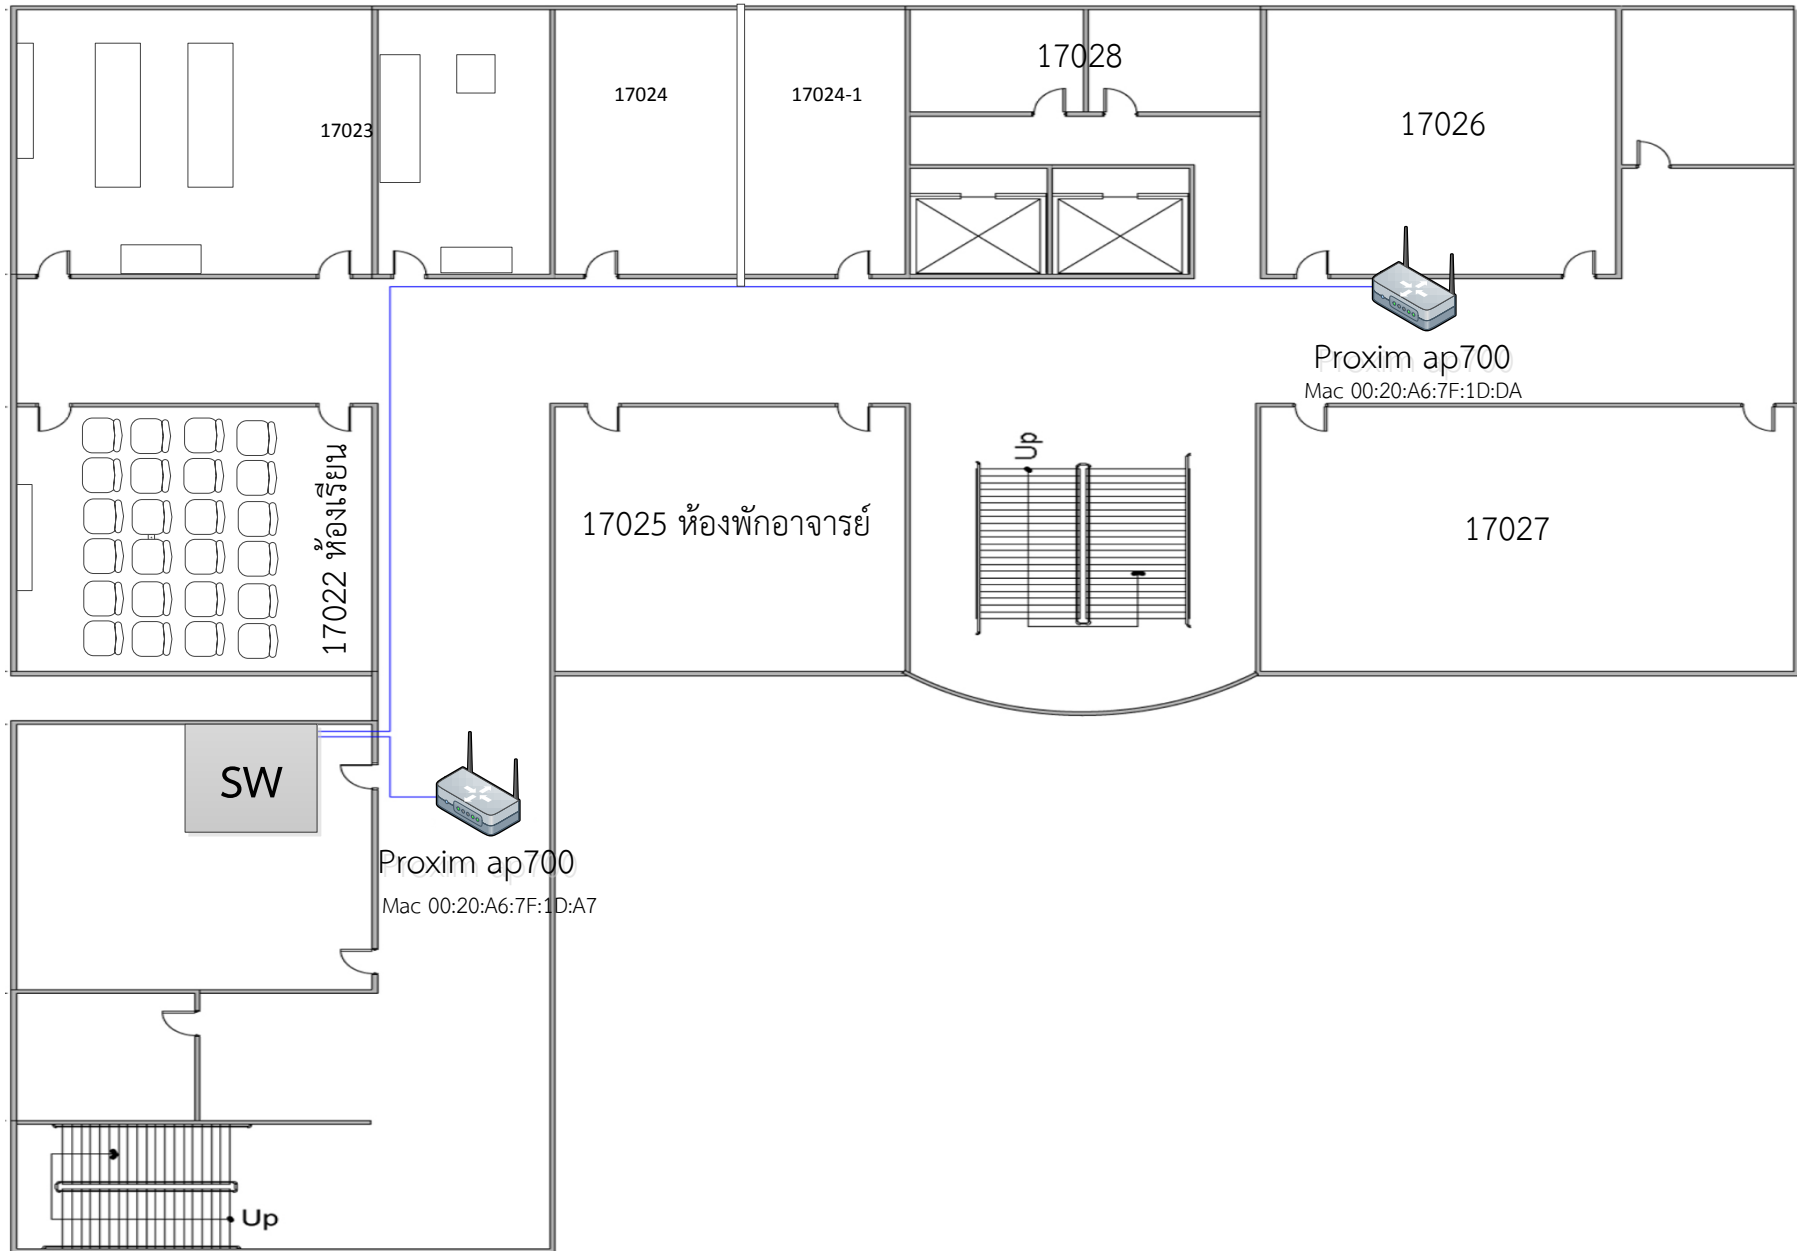 17028
17024
17024-1
17026
17023
Proxim ap700
Mac 00:20:A6:7F:1D:DA
Up
17022 ห้องเรียน
17025 ห้องพักอาจารย์
17027
SW
Proxim ap700
Mac 00:20:A6:7F:1D:A7
Up